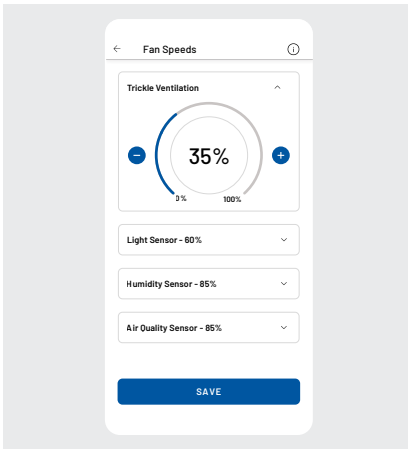 Fan Speeds
Trickle Ventilation
35%
0% 100%
Light Sensor - 60%
Humidity Sensor - 85%
Air Quality Sensor - 85%
SAVE